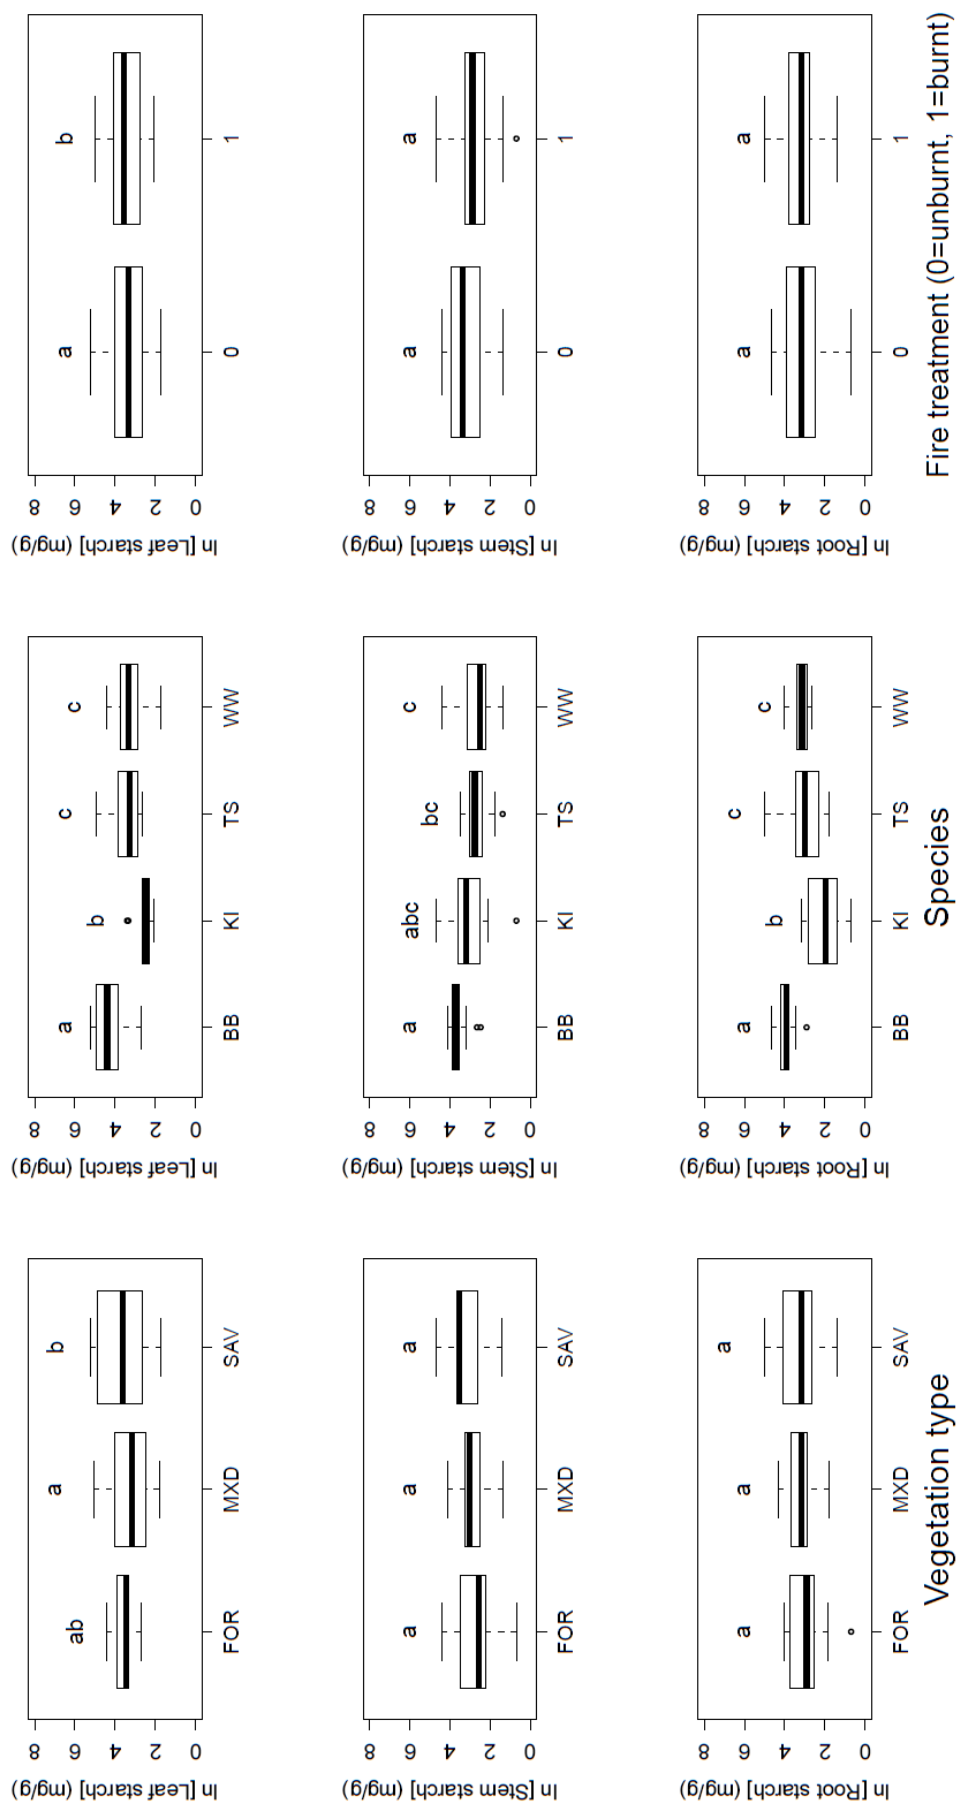 ln [Leaf starch] (mg/g)
0 2 4 6 8
ab a b
FOR MXD SAV
ln [Leaf starch] (mg/g)
0 2 4 6 8
a b c c
BB KI TS WW
ln [Leaf starch] (mg/g)
0 2 4 6 8
a b
0 1
ln [Stem starch] (mg/g)
0 2 4 6 8
a a a
FOR MXD SAV
ln [Stem starch] (mg/g)
0 2 4 6 8
a abc bc c
BB KI TS WW
ln [Stem starch] (mg/g)
0 2 4 6 8
a a
0 1
ln [Root starch] (mg/g)
0 2 4 6 8
a a a
FOR MXD SAV
Vegetation type
ln [Root starch] (mg/g)
0 2 4 6 8
a b c c
BB KI TS WW
Species
ln [Root starch] (mg/g)
0 2 4 6 8
a a
0 1
Fire treatment (0=unburnt, 1=burnt)